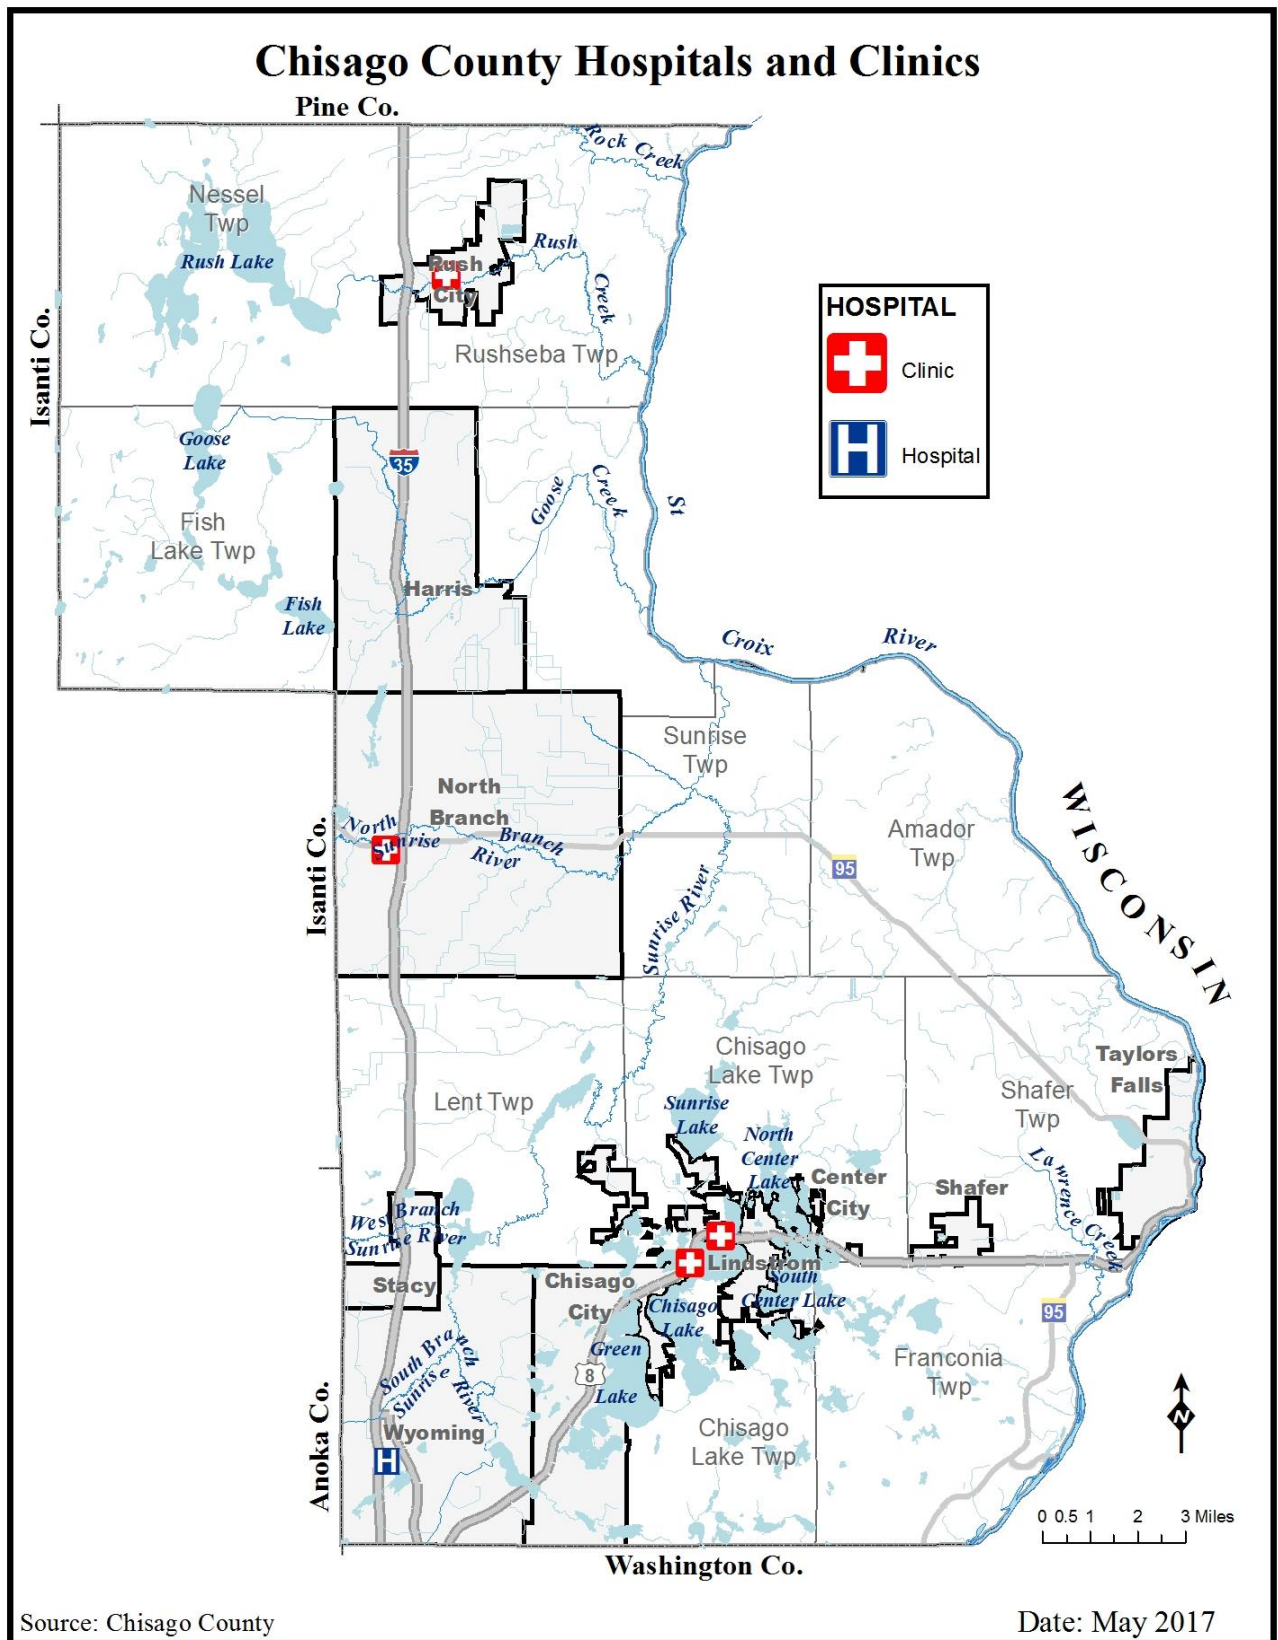 Chisago County Hospitals and Clinics
Pine Co.
Rock Creek
Nessel
Twp
Rush Lake
Rush
Rush
City
Creek
Rushseba Twp
Isanti Co.
HOSPITAL
Clinic
Hospital
Goose
Lake
35
Goose
Creek
St
Fish
Lake Twp
Harris
Fish
Lake
Croix
River
Sunrise
Twp
North
Branch
North
Sunrise
Branch
River
Amador
Twp
95
WISCONSIN
Isanti Co.
Sunrise River
Chisago
Lake Twp
Taylors
Falls
Shafer
Twp
Lent Twp
Sunrise
Lake
North
Center
Lake
Center
City
Shafer
Lawrence Creek
West Branch
Sunrise River
Lindstrom
Stacy
Chisago
City
South
Center Lake
Chisago
Lake
95
South Branch
Sunrise River
Green
Lake
8
Franconia
Twp
N
Anoka Co.
Wyoming
H
Chisago
Lake Twp
0 0.5 1 2 3 Miles
Washington Co.
Source: Chisago County
Date: May 2017